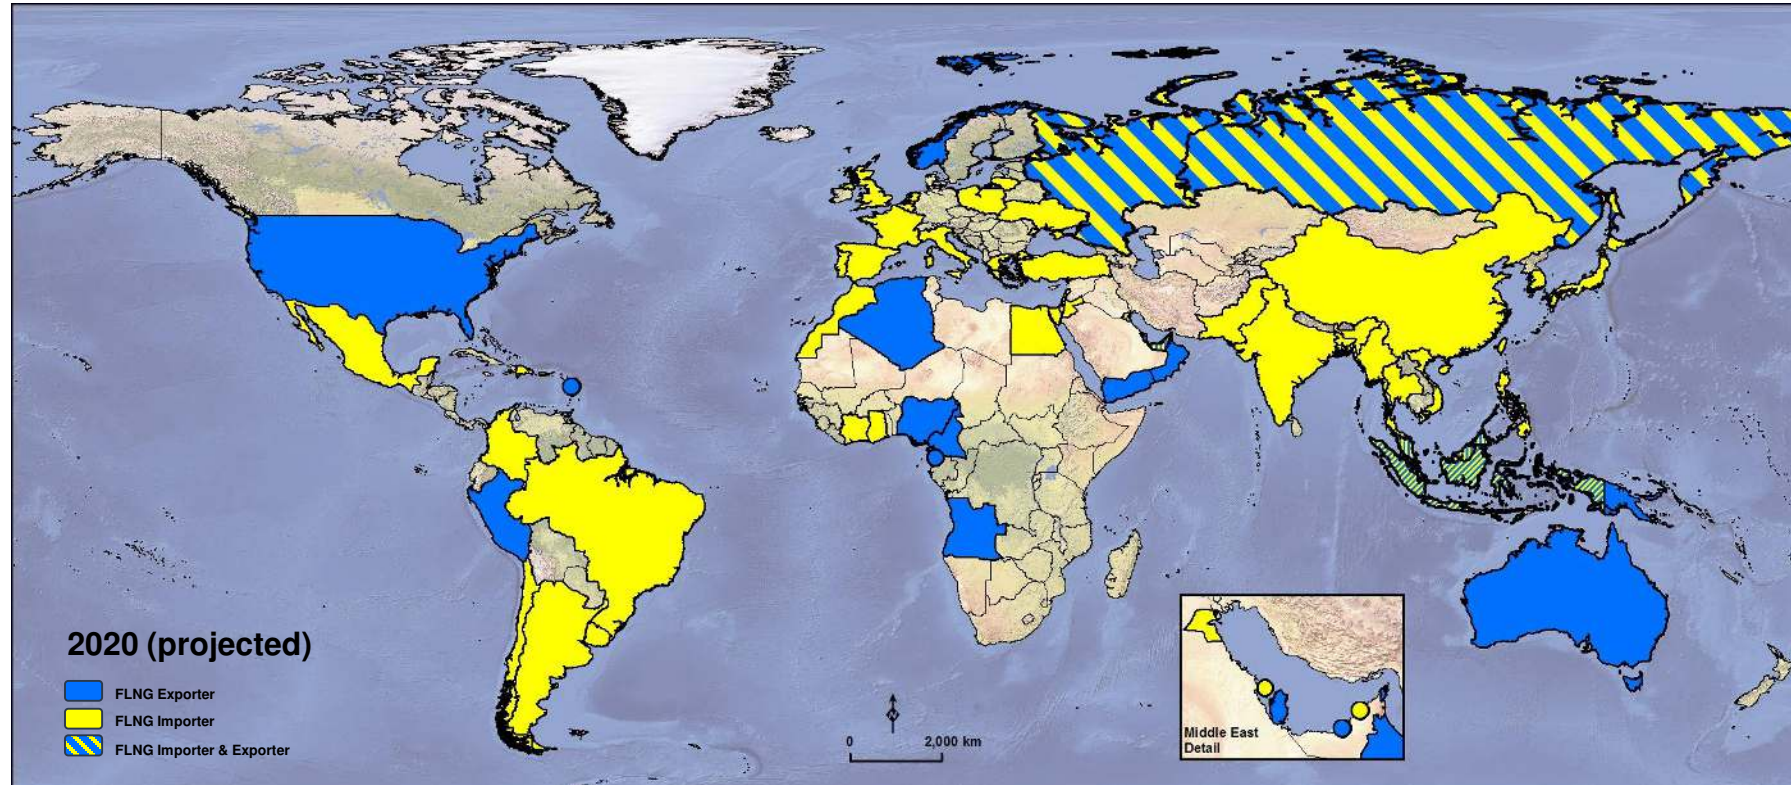 2020 (projected)
FLNG Exporter
FLNG Importer
FLNG Importer & Exporter
0 2,000 km
Middle East
Detail